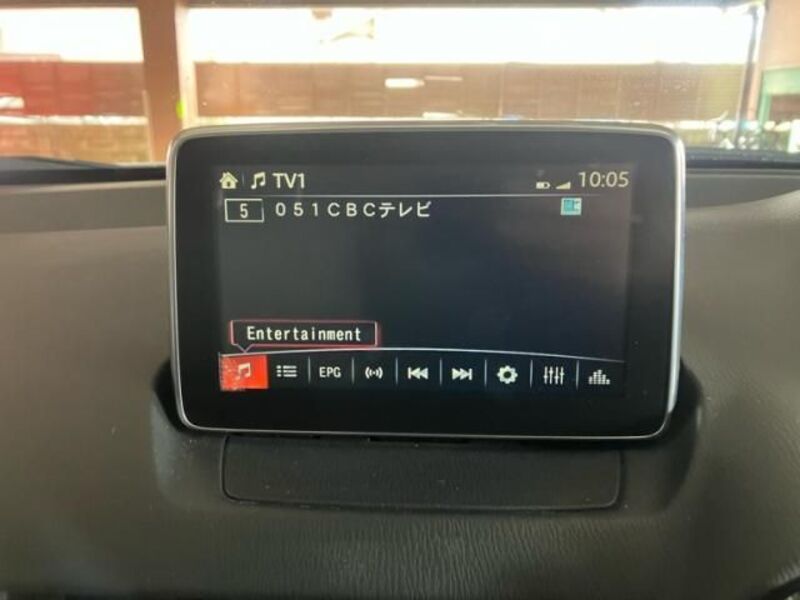 TV1 10:05
5 051CBCテレビ
Entertainment
EPG